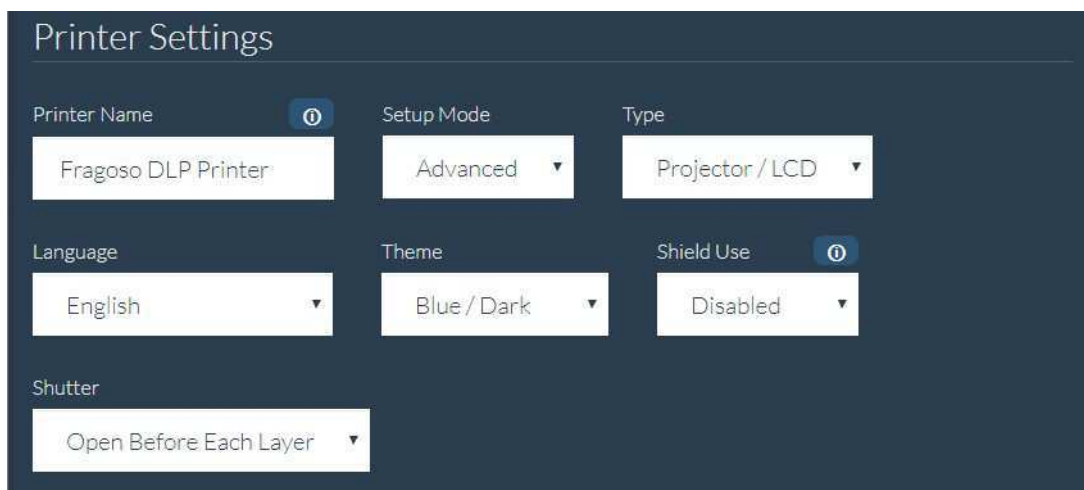 Printer Settings
Printer Name Setup Mode Type
Fragoso DLP Printer Advanced Projector / LCD
Language Theme Shield Use
English Blue / Dark Disabled
Shutter
Open Before Each Layer